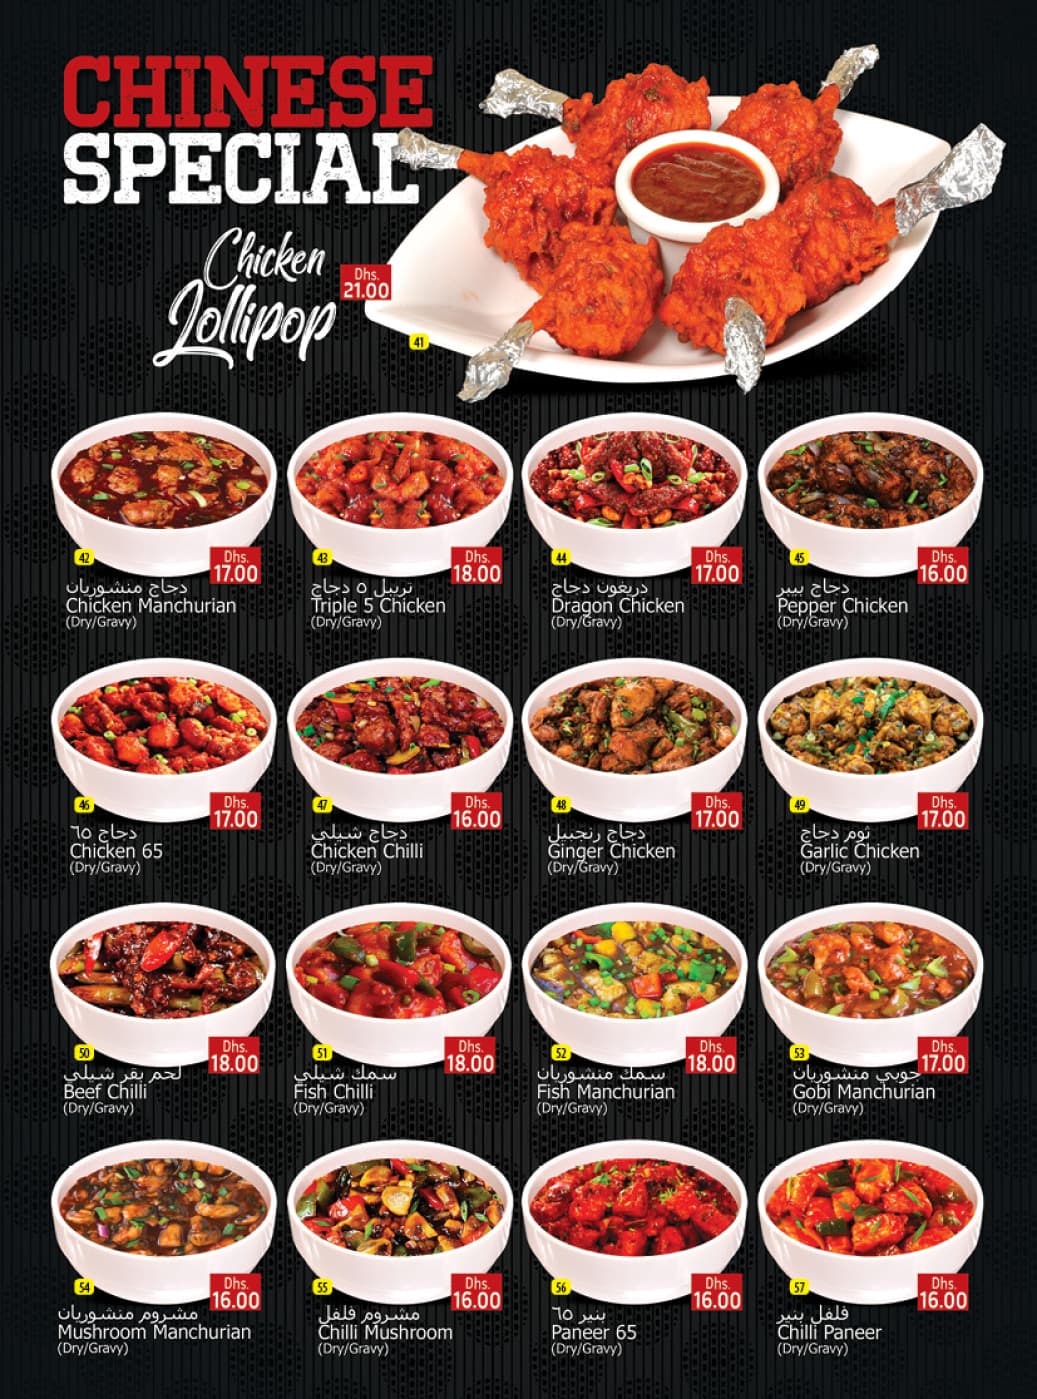 CHINESE
SPECIAL
Chicken
Lollipop
Dhs.
21.00
41
42
Dhs.
17.00
دجاج منشوريان
Chicken Manchurian
(Dry/Gravy)
43
Dhs.
18.00
تريبل ٥ دجاج
Triple 5 Chicken
(Dry/Gravy)
44
Dhs.
17.00
دريغون دجاج
Dragon Chicken
(Dry/Gravy)
45
Dhs.
16.00
دجاج بيبر
Pepper Chicken
(Dry/Gravy)
46
Dhs.
17.00
دجاج ٦٥
Chicken 65
(Dry/Gravy)
47
Dhs.
16.00
دجاج شيلي
Chicken Chilli
(Dry/Gravy)
48
Dhs.
17.00
دجاج رنجبيل
Ginger Chicken
(Dry/Gravy)
49
Dhs.
17.00
ثوم دجاج
Garlic Chicken
(Dry/Gravy)
50
Dhs.
18.00
لحم بقر شيلي
Beef Chilli
(Dry/Gravy)
51
Dhs.
18.00
سمك شيلي
Fish Chilli
(Dry/Gravy)
52
Dhs.
18.00
سمك منشوريان
Fish Manchurian
(Dry/Gravy)
53
Dhs.
17.00
جوبي منشوريان
Gobi Manchurian
(Dry/Gravy)
54
Dhs.
16.00
مشروم منشوريان
Mushroom Manchurian
(Dry/Gravy)
55
Dhs.
16.00
مشروم فلفل
Chilli Mushroom
(Dry/Gravy)
56
Dhs.
16.00
بنير ٦٥
Paneer 65
(Dry/Gravy)
57
Dhs.
16.00
فلفل بنير
Chilli Paneer
(Dry/Gravy)